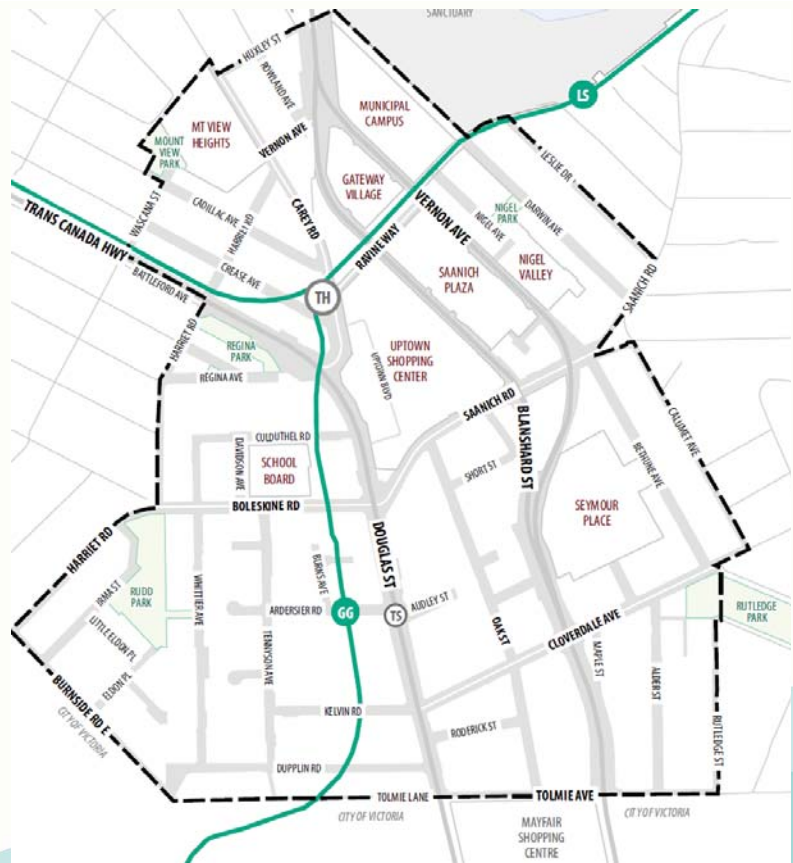 SANCTUARY
HUXLEY ST
ROWLAND AVE
LS
MUNICIPAL
CAMPUS
MT VIEW
HEIGHTS
VERNON AVE
MOUNT
VIEW
PARK
LESLIE DR
GATEWAY
VILLAGE
VERNON AVE
NIGEL
PARK
DARWIN AVE
CADILLAC AVE
HARRIET RD
CAREY RD
WASCANA ST
TRANS CANADA HWY
RAVINE WAY
NIGEL AVE
NIGEL
VALLEY
SAANICH RD
CREASE AVE
BATTLEFORD AVE
SAANICH
PLAZA
TH
HARRIET RD
REGINA
PARK
REGINA AVE
UPTOWN BLVD
UPTOWN
SHOPPING
CENTER
SAANICH RD
BLANSHARD ST
CALUMET AVE
BETHUNE AVE
CULDUTHEL RD
DAVIDSON AVE
SCHOOL
BOARD
SHORT ST
BOLESKINE RD
SEYMOUR
PLACE
HARRIET RD
DOUGLAS ST
IRMA ST
RUDD
PARK
WHITTIER AVE
BURNS AVE
ARDERSIER RD
GG
TS
AUDLEY ST
RUTLEDGE
PARK
LITTLE ELDON PL
TENNYSON AVE
OAK ST
CLOVERDALE AVE
ELDON PL
MAPLE ST
ALDER ST
BURNSIDE RD E
CITY OF VICTORIA
KELVIN RD
RODERICK ST
RUTLEDGE ST
DUPPLIN RD
TOLMIE LANE
TOLMIE AVE
CITY OF VICTORIA
CITY OF VICTORIA
MAYFAIR
SHOPPING
CENTRE